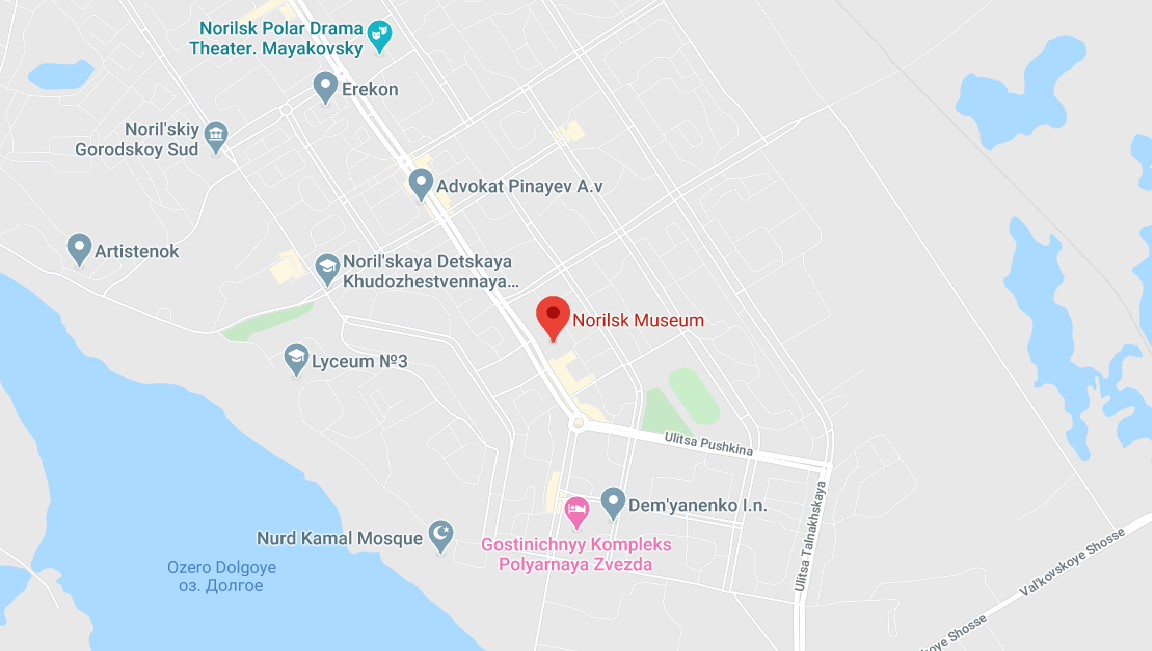 Norilsk Polar Drama
Theater. Mayakovsky
Erekon
Noril'skiy
Gorodskoy Sud
Advokat Pinayev A.v
Artistenok
Noril'skaya Detskaya
Khudozhestvennaya...
Norilsk Museum
Lyceum №3
Ulitsa Pushkina
Ulitsa Talnakhskaya
Dem'yanenko I.n.
Nurd Kamal Mosque
Gostinichnyy Kompleks
Polyarnaya Zvezda
Val'kovskoye Shosse
Ozero Dolgoye
оз. Долгое
oye Shosse